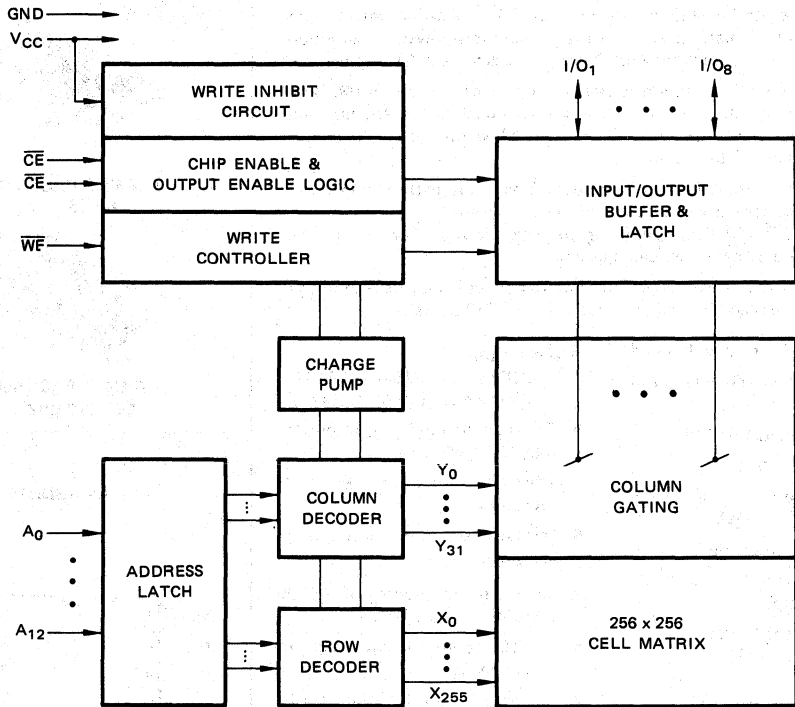 GND
VCC
WRITE INHIBIT
CIRCUIT
I/O1
I/O8
CE
CE
CHIP ENABLE &
OUTPUT ENABLE LOGIC
INPUT/OUTPUT
BUFFER &
LATCH
WE
WRITE
CONTROLLER
CHARGE
PUMP
COLUMN
DECODER
Y0
Y31
COLUMN
GATING
A0
A12
ADDRESS
LATCH
ROW
DECODER
X0
X255
256 x 256
CELL MATRIX